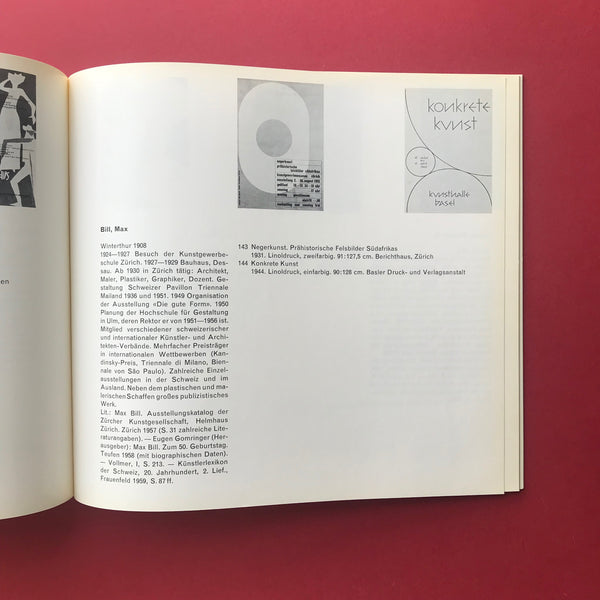 konkrete
kunst
kunsthalle
basel
negerkunst
prähistorische
felsbilder südafrikas
kunstgewerbemuseum zürich
Bill, Max
Winterthur 1908
1924—1927 Besuch der Kunstgewerbe-
schule Zürich. 1927—1929 Bauhaus, Des-
sau. Ab 1930 in Zürich tätig: Architekt,
Maler, Plastiker, Graphiker, Dozent. Ge-
staltung Schweizer Pavillon Triennale
Mailand 1936 und 1951. 1949 Organisation
der Ausstellung «Die gute Form». 1950
Planung der Hochschule für Gestaltung
in Ulm, deren Rektor er von 1951—1956 ist.
Mitglied verschiedener schweizerischer
und internationaler Künstler- und Archi-
tekten-Verbände. Mehrfacher Preisträger
in internationalen Wettbewerben (Kan-
dinsky-Preis, Triennale di Milano, Bien-
nale von São Paulo). Zahlreiche Einzel-
ausstellungen in der Schweiz und im
Ausland. Neben dem plastischen und ma-
lerischen Schaffen großes publizistisches
Werk.
Lit.: Max Bill. Ausstellungskatalog der
Zürcher Kunstgesellschaft, Helmhaus
Zürich. Zürich 1957 (S. 31 zahlreiche Lite-
raturangaben). — Eugen Gomringer (Her-
ausgeber): Max Bill. Zum 50. Geburtstag.
Teufen 1958 (mit biographischen Daten).
— Vollmer, I, S. 213. — Künstlerlexikon
der Schweiz, 20. Jahrhundert, 2. Lief.,
Frauenfeld 1959, S. 87 ff.
143 Negerkunst. Prähistorische Felsbilder Südafrikas
1931. Linoldruck, zweifarbig. 91:127,5 cm. Berichthaus, Zürich
144 Konkrete Kunst
1944. Linoldruck, einfarbig. 90:128 cm. Basler Druck- und Verlagsanstalt